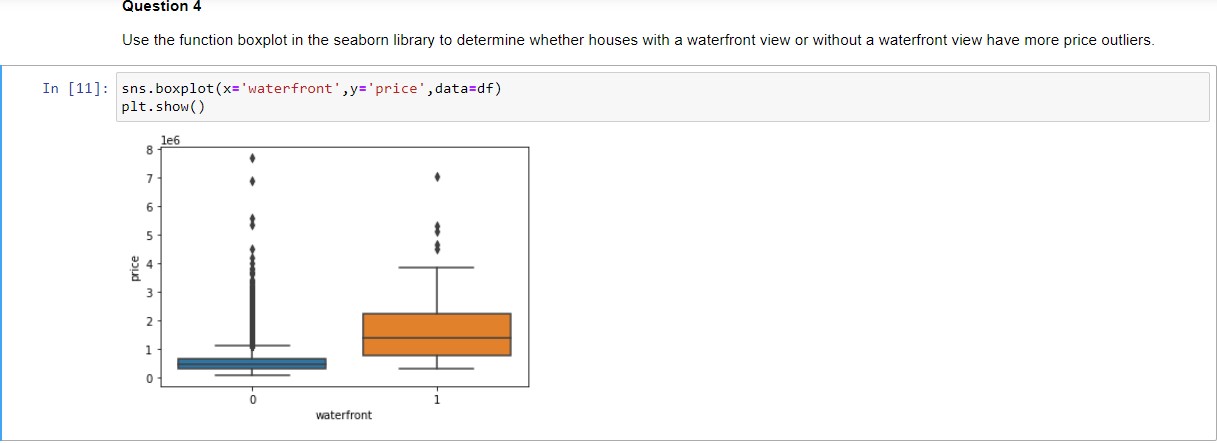 Question 4
Use the function boxplot in the seaborn library to determine whether houses with a waterfront view or without a waterfront view have more price outliers.
In [11]: sns.boxplot(x='waterfront',y='price',data=df)
plt.show()
1e6
8
7
6
5
4
3
2
1
0
price
0 1
waterfront